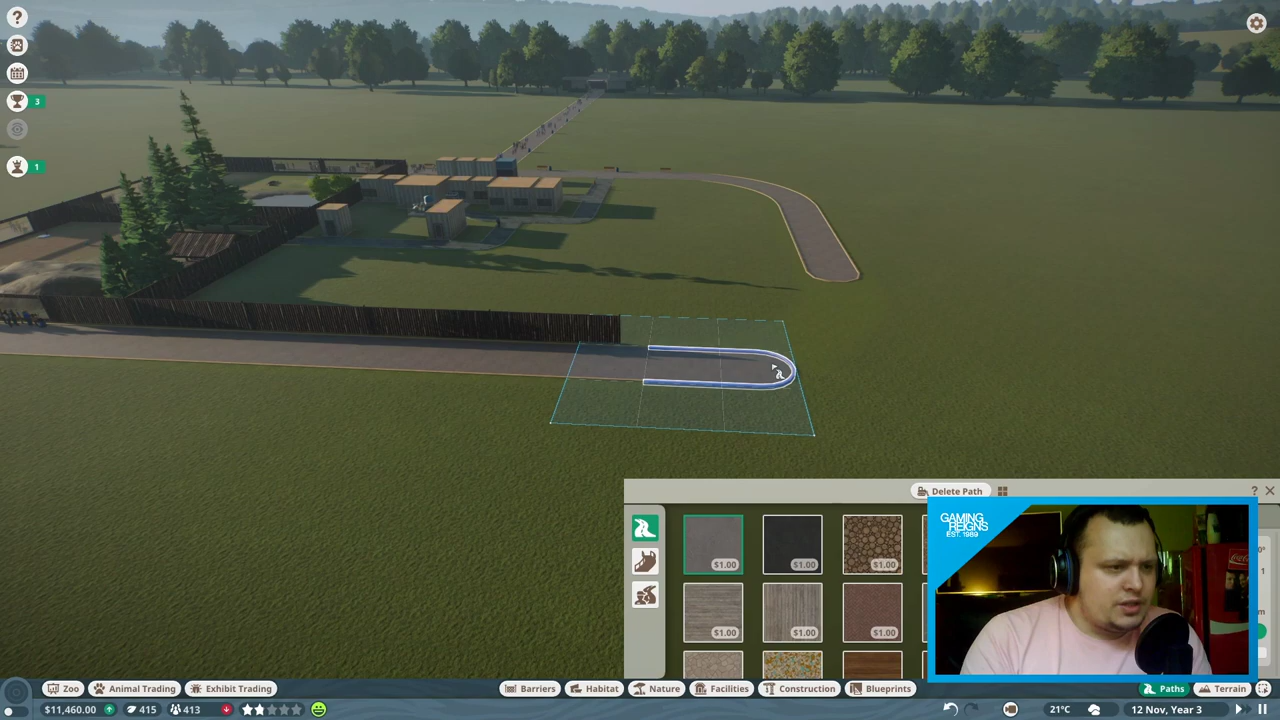 ?
3
1
Delete Path
?
$1.00
$1.00
$1.00
$1.00
$1.00
$1.00
GAMING
REIGNS
EST. 1989
Zoo
Animal Trading
Exhibit Trading
Barriers
Habitat
Nature
Facilities
Construction
Blueprints
Paths
Terrain
$11,460.00
415
413
21°C
12 Nov, Year 3